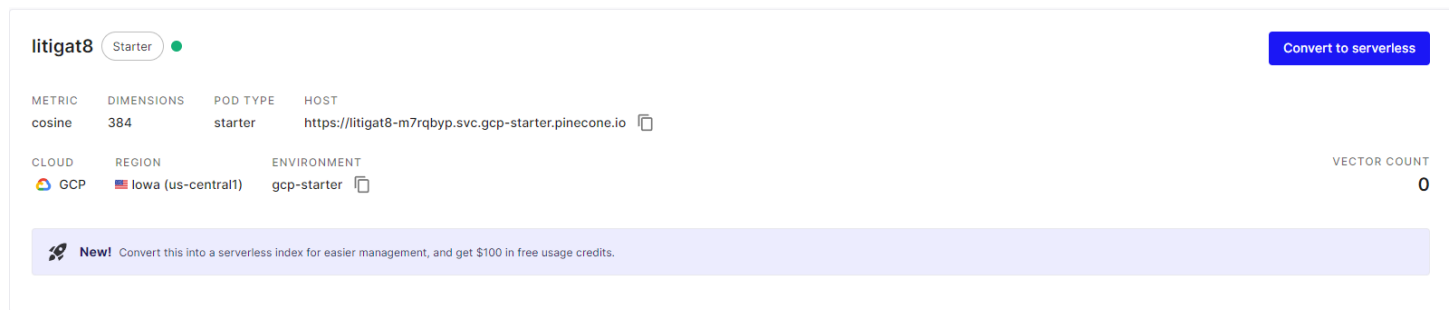 litigat8 Starter
Convert to serverless
METRIC DIMENSIONS POD TYPE HOST
cosine 384 starter https://litigat8-m7rqbyp.svc.gcp-starter.pinecone.io
CLOUD REGION ENVIRONMENT VECTOR COUNT
GCP Iowa (us-central1) gcp-starter 0
New! Convert this into a serverless index for easier management, and get $100 in free usage credits.